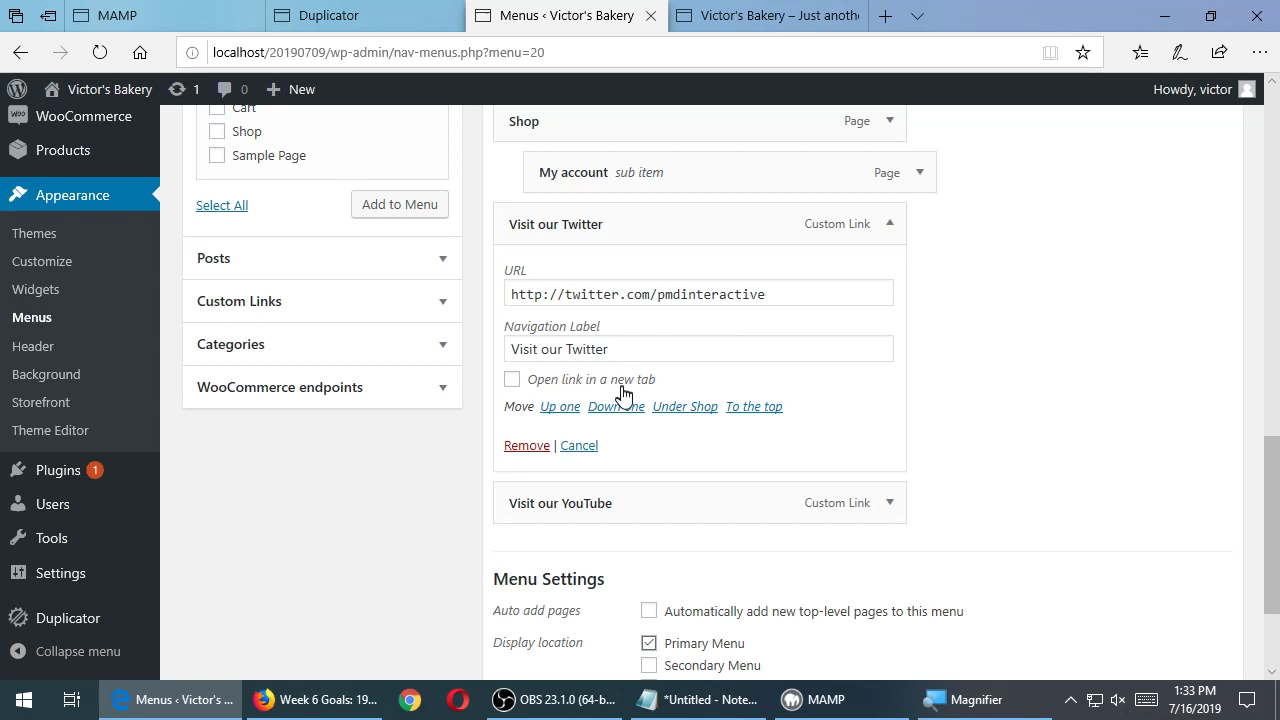 MAMP
Duplicator
Menus ‹ Victor's Bakery
Victor's Bakery – Just anoth
localhost/20190709/wp-admin/nav-menus.php?menu=20
Victor's Bakery
1
0
New
Howdy, victor
WooCommerce
Products
Appearance
Themes
Customize
Widgets
Menus
Header
Background
Storefront
Theme Editor
Plugins 1
Users
Tools
Settings
Duplicator
Collapse menu
Cart
Shop
Sample Page
Select All
Add to Menu
Posts
Custom Links
Categories
WooCommerce endpoints
Shop Page
My account sub item Page
Visit our Twitter Custom Link
URL
http://twitter.com/pmdinteractive
Navigation Label
Visit our Twitter
Open link in a new tab
Move Up one Down one Under Shop To the top
Remove | Cancel
Visit our YouTube Custom Link
Menu Settings
Auto add pages Automatically add new top-level pages to this menu
Display location Primary Menu
Secondary Menu
Menus ‹ Victor's ...
Week 6 Goals: 19...
OBS 23.1.0 (64-b...
*Untitled - Note...
MAMP
Magnifier
1:33 PM
7/16/2019